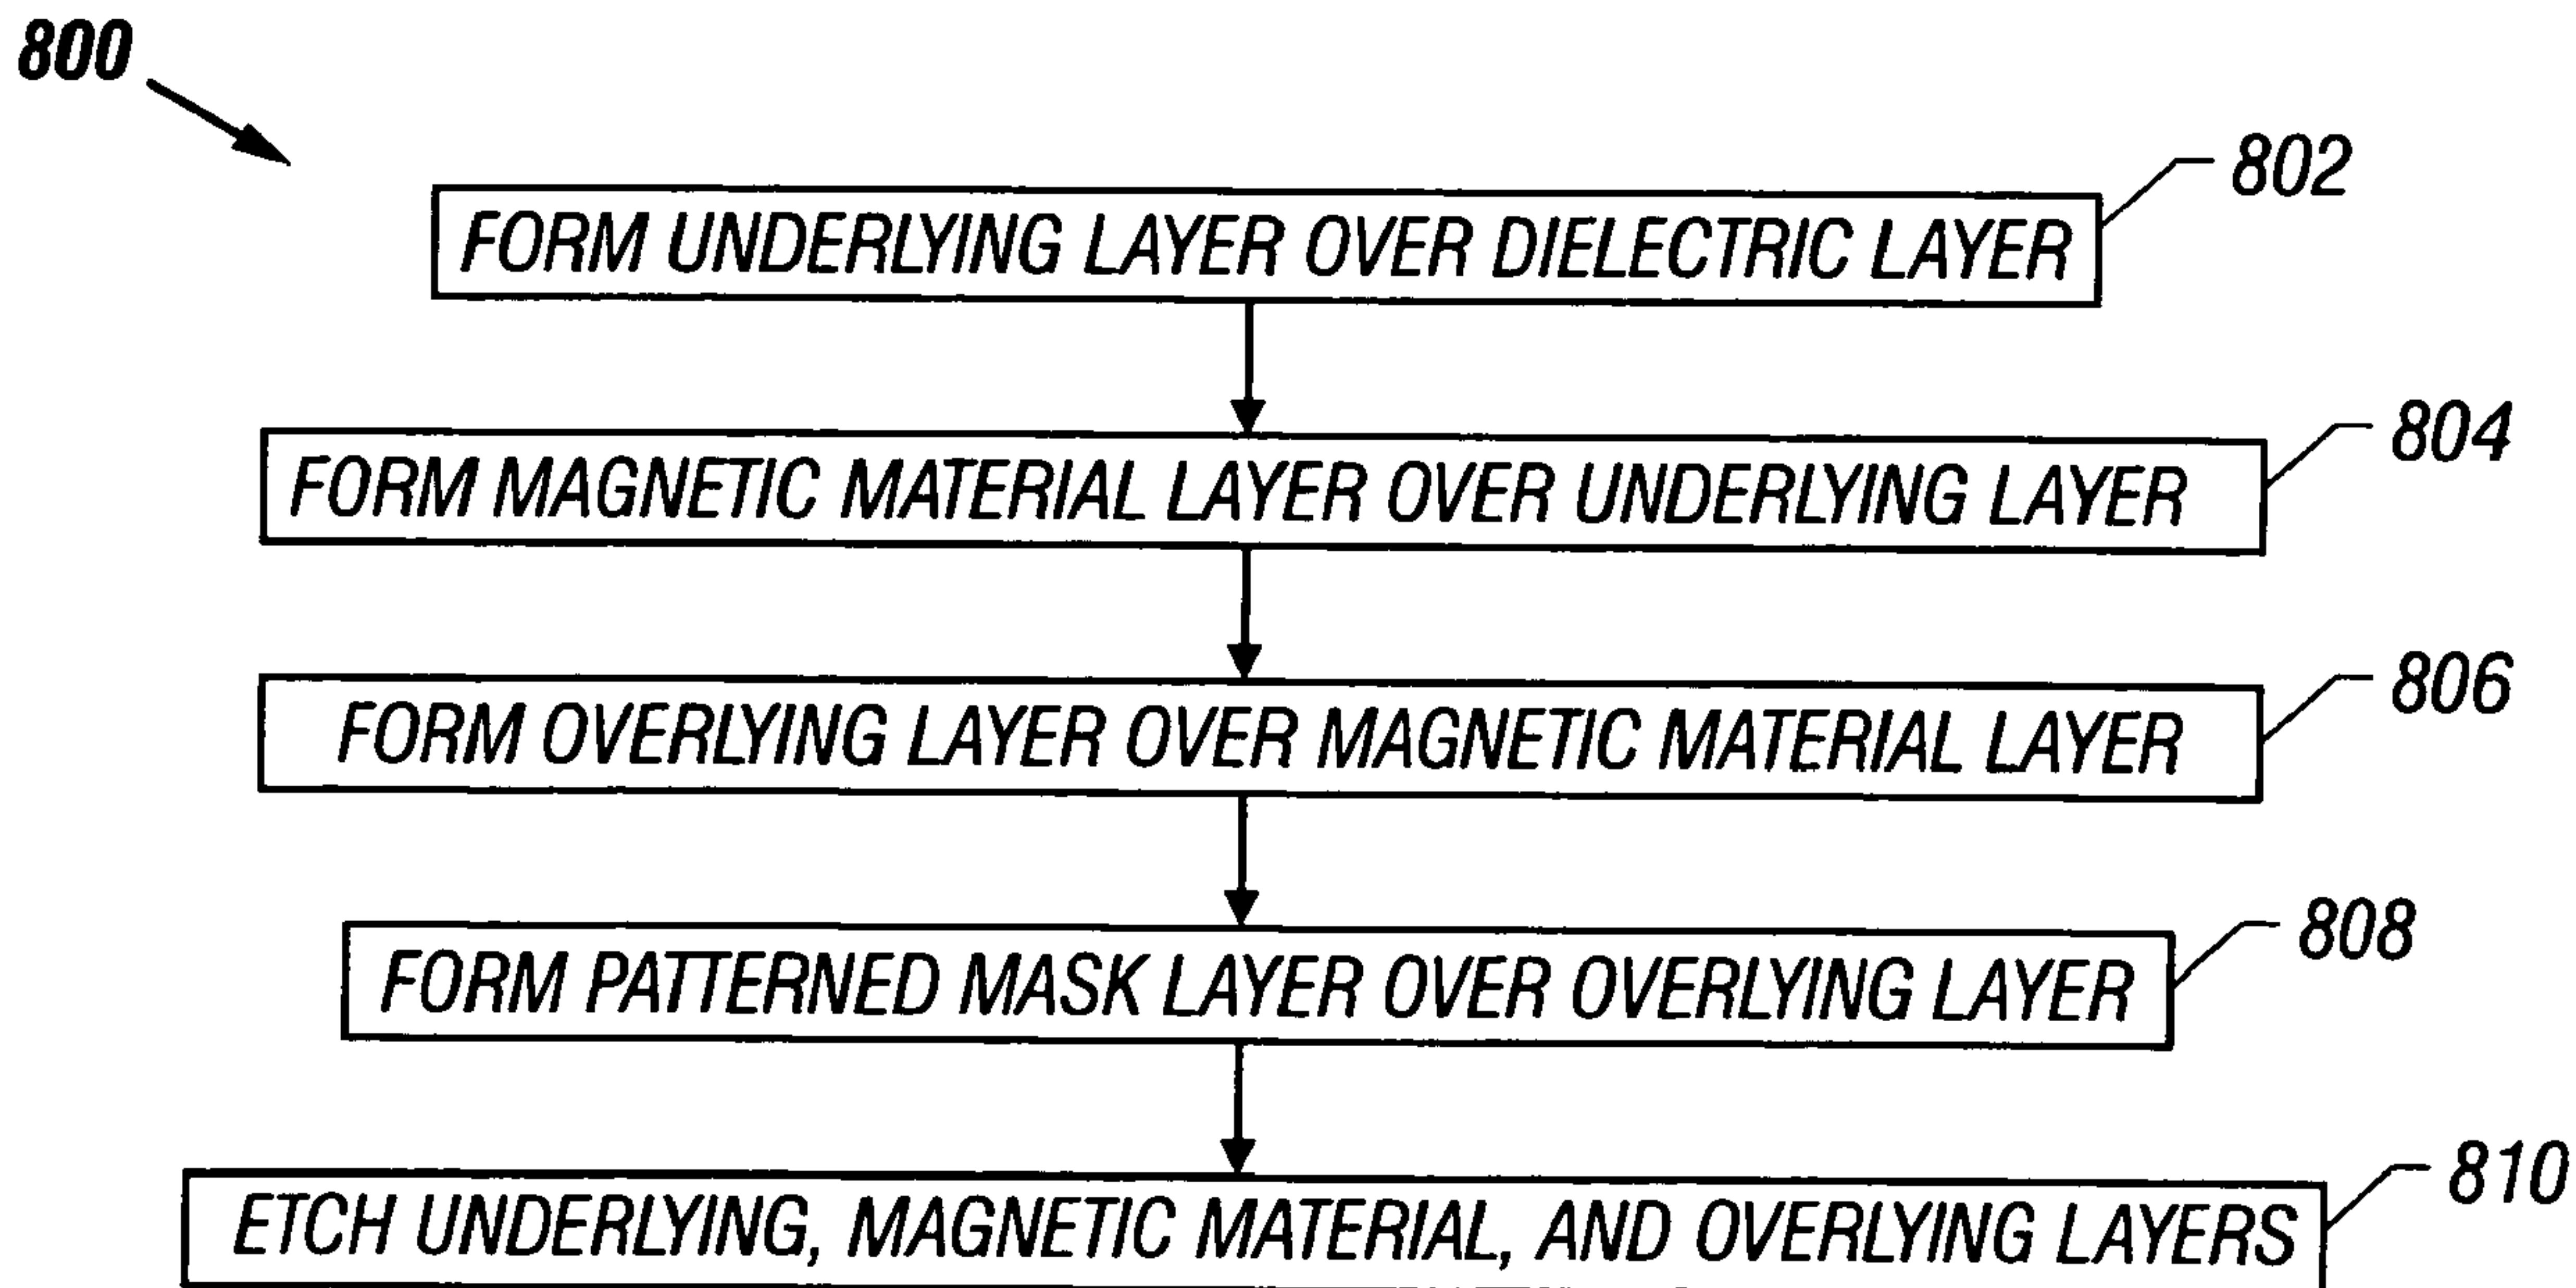 800
FORM UNDERLYING LAYER OVER DIELECTRIC LAYER
802
FORM MAGNETIC MATERIAL LAYER OVER UNDERLYING LAYER
804
FORM OVERLYING LAYER OVER MAGNETIC MATERIAL LAYER
806
FORM PATTERNED MASK LAYER OVER OVERLYING LAYER
808
ETCH UNDERLYING, MAGNETIC MATERIAL, AND OVERLYING LAYERS
810